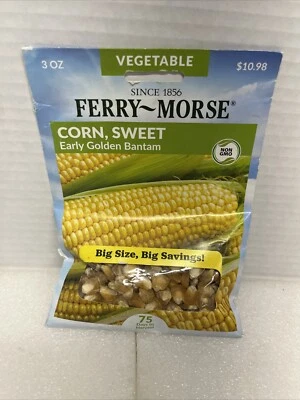 VEGETABLE
3 OZ
$10.98
SINCE 1856
FERRY~MORSE®
CORN, SWEET
Early Golden Bantam
NON GMO
Big Size, Big Savings!
75